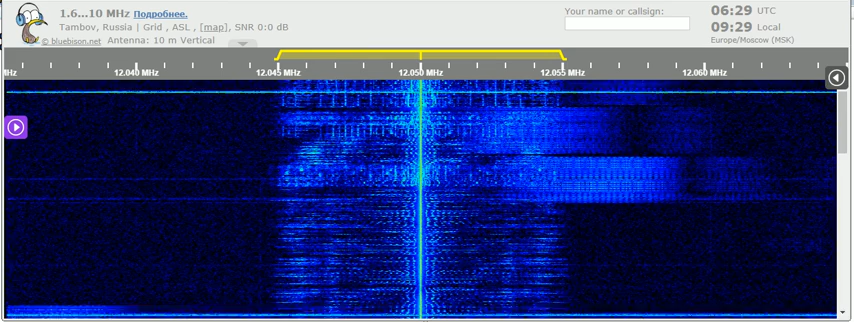 1.6...10 MHz Подробнее.
Tambov, Russia | Grid , ASL , [map], SNR 0:0 dB
© bluebison.net Antenna: 10 m Vertical
Your name or callsign:
06:29 UTC
09:29 Local
Europe/Moscow (MSK)
MHz 12.040 MHz 12.045 MHz 12.050 MHz 12.055 MHz 12.060 MHz